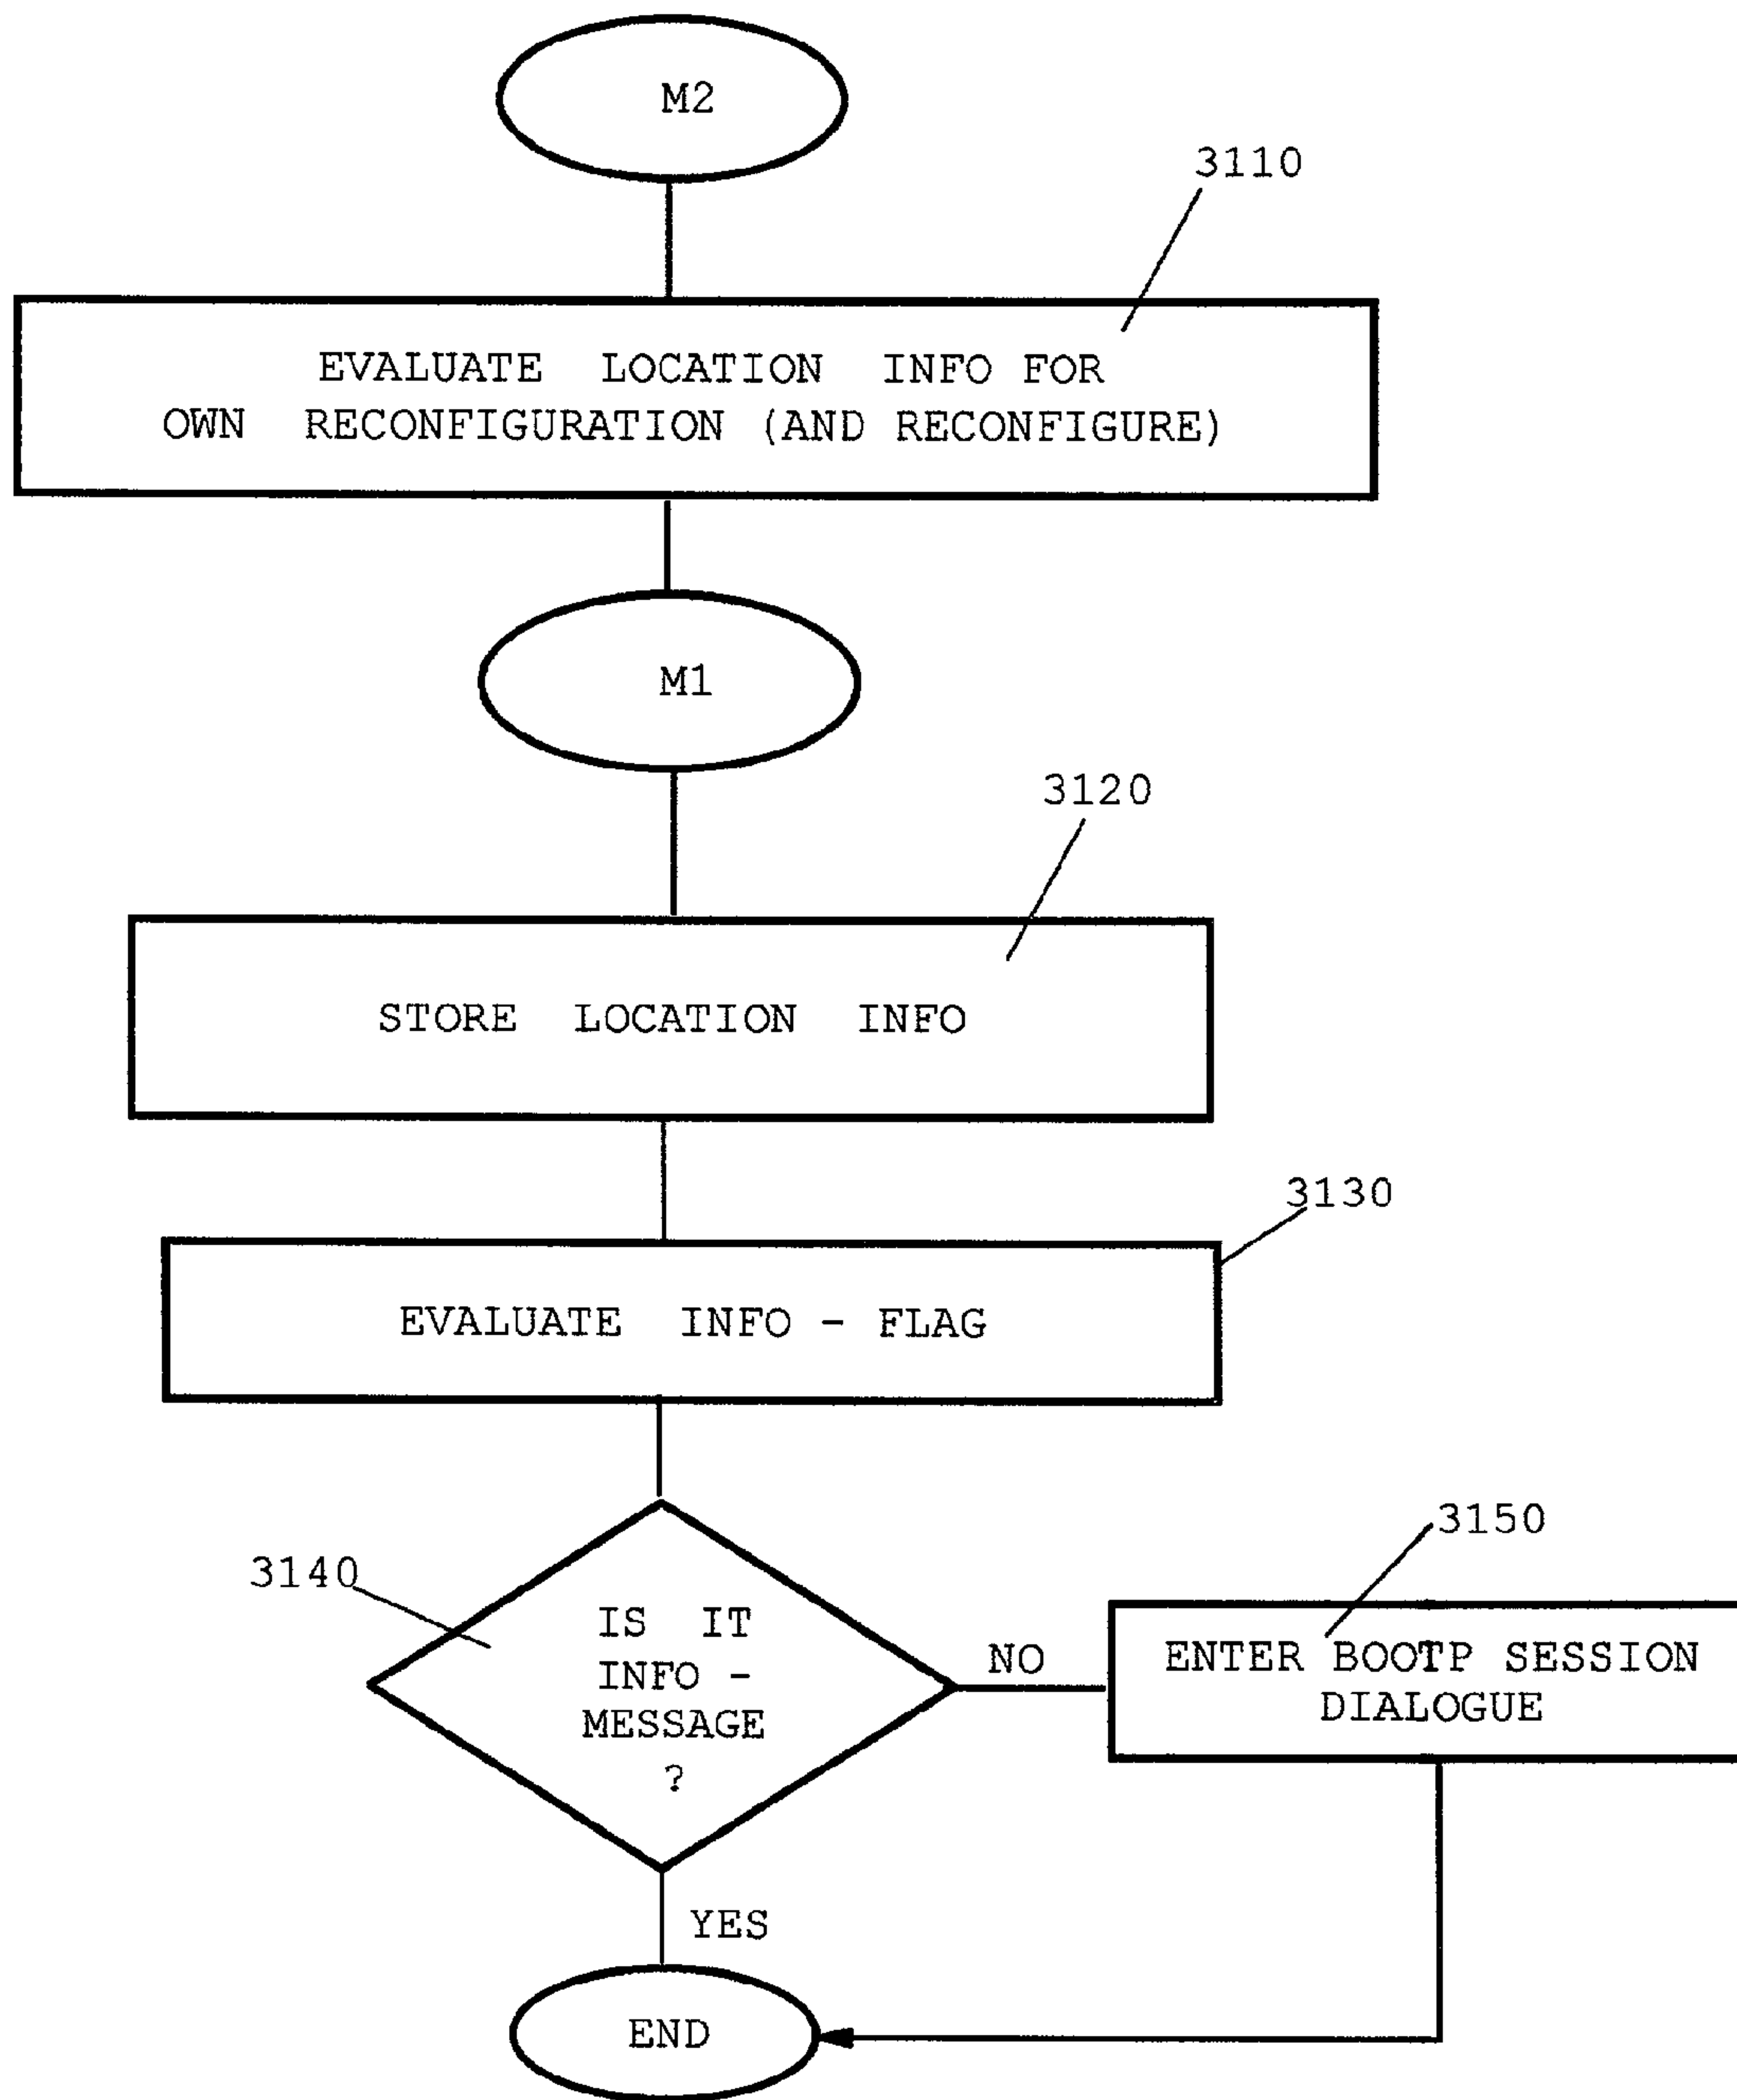 M2
3110
EVALUATE LOCATION INFO FOR
OWN RECONFIGURATION (AND RECONFIGURE)
M1
3120
STORE LOCATION INFO
3130
EVALUATE INFO - FLAG
3140
IS IT
INFO -
MESSAGE
?
NO
3150
ENTER BOOTP SESSION
DIALOGUE
YES
END